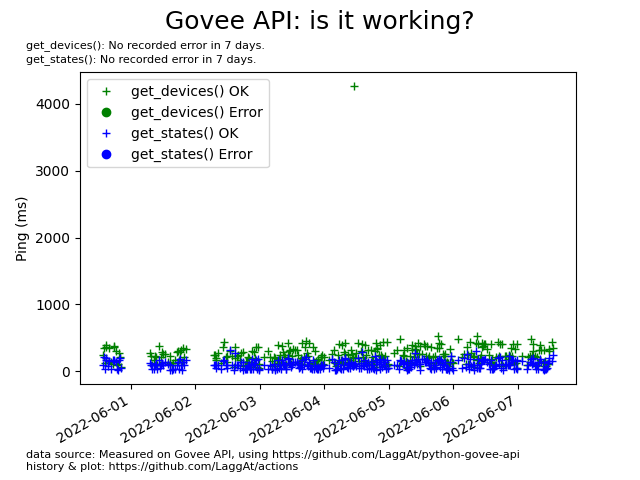 Govee API: is it working?
get_devices(): No recorded error in 7 days.
get_states(): No recorded error in 7 days.
get_devices() OK
get_devices() Error
get_states() OK
get_states() Error
Ping (ms)
4000
3000
2000
1000
0
2022-06-01
2022-06-02
2022-06-03
2022-06-04
2022-06-05
2022-06-06
2022-06-07
data source: Measured on Govee API, using https://github.com/LaggAt/python-govee-api
history & plot: https://github.com/LaggAt/actions